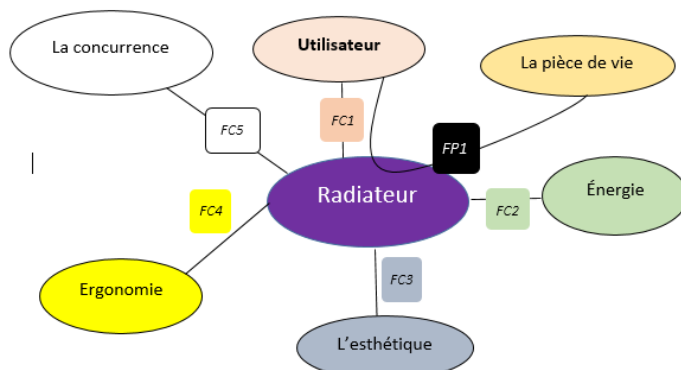 La concurrence
Utilisateur
La pièce de vie
FC5
FC1
FP1
Radiateur
Énergie
FC4
FC2
Ergonomie
FC3
L’esthétique